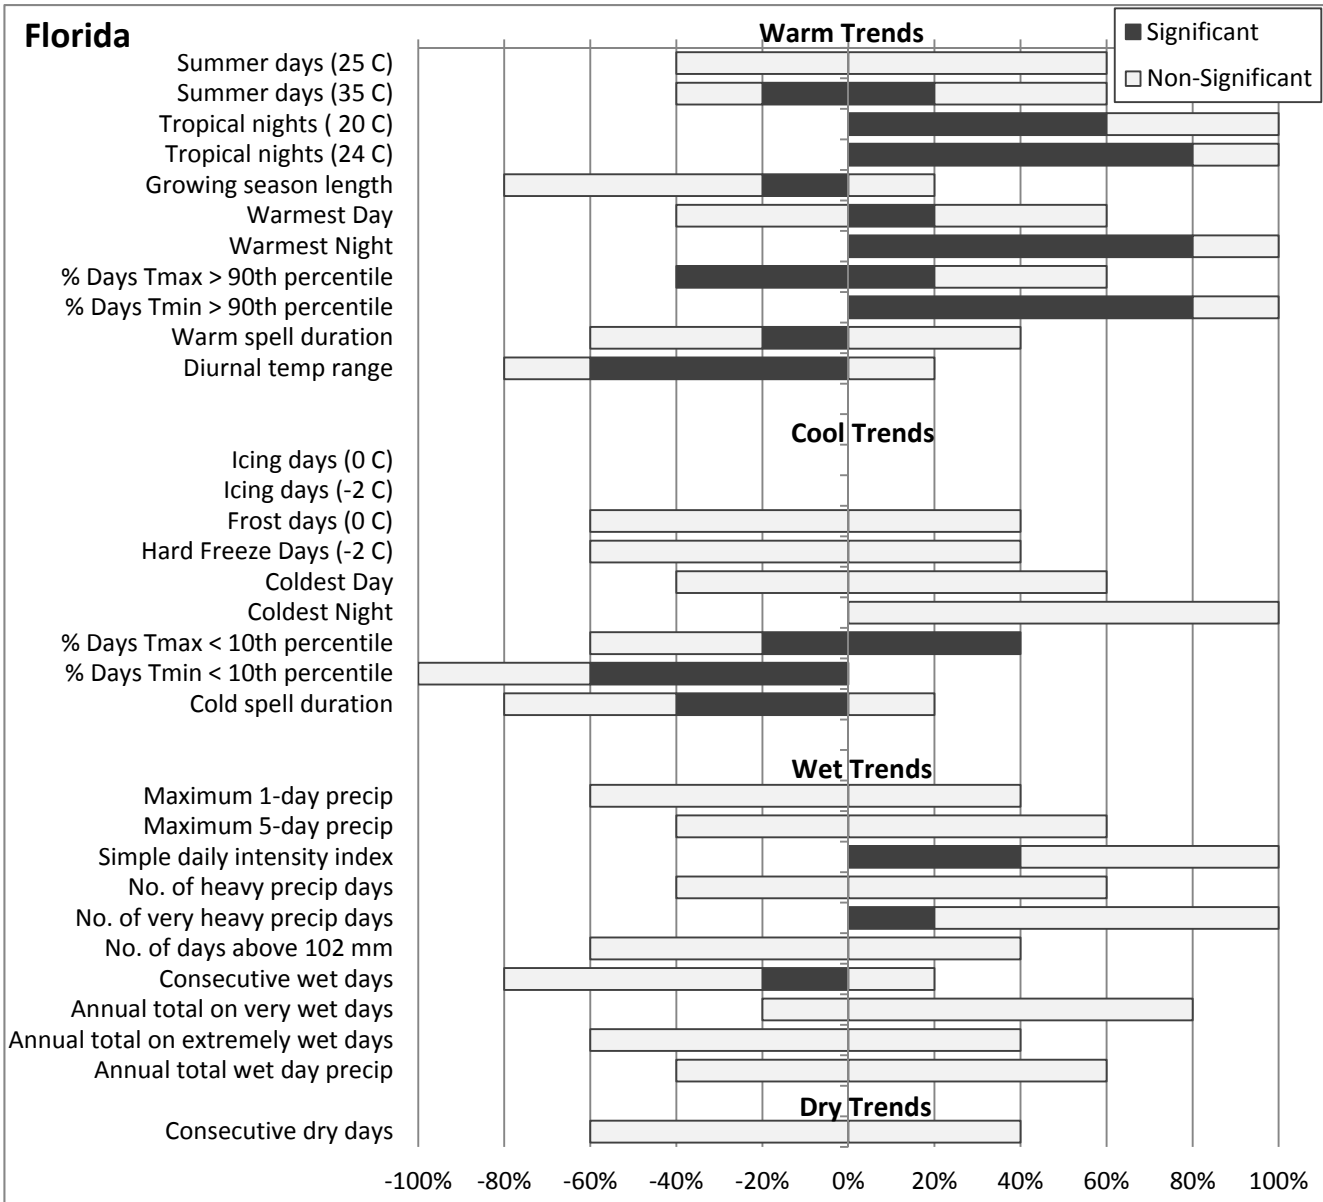 Florida
Warm Trends
Significant
Non-Significant
Summer days (25 C)
Summer days (35 C)
Tropical nights ( 20 C)
Tropical nights (24 C)
Growing season length
Warmest Day
Warmest Night
% Days Tmax > 90th percentile
% Days Tmin > 90th percentile
Warm spell duration
Diurnal temp range
Cool Trends
Icing days (0 C)
Icing days (-2 C)
Frost days (0 C)
Hard Freeze Days (-2 C)
Coldest Day
Coldest Night
% Days Tmax < 10th percentile
% Days Tmin < 10th percentile
Cold spell duration
Wet Trends
Maximum 1-day precip
Maximum 5-day precip
Simple daily intensity index
No. of heavy precip days
No. of very heavy precip days
No. of days above 102 mm
Consecutive wet days
Annual total on very wet days
Annual total on extremely wet days
Annual total wet day precip
Dry Trends
Consecutive dry days
-100% -80% -60% -40% -20% 0% 20% 40% 60% 80% 100%